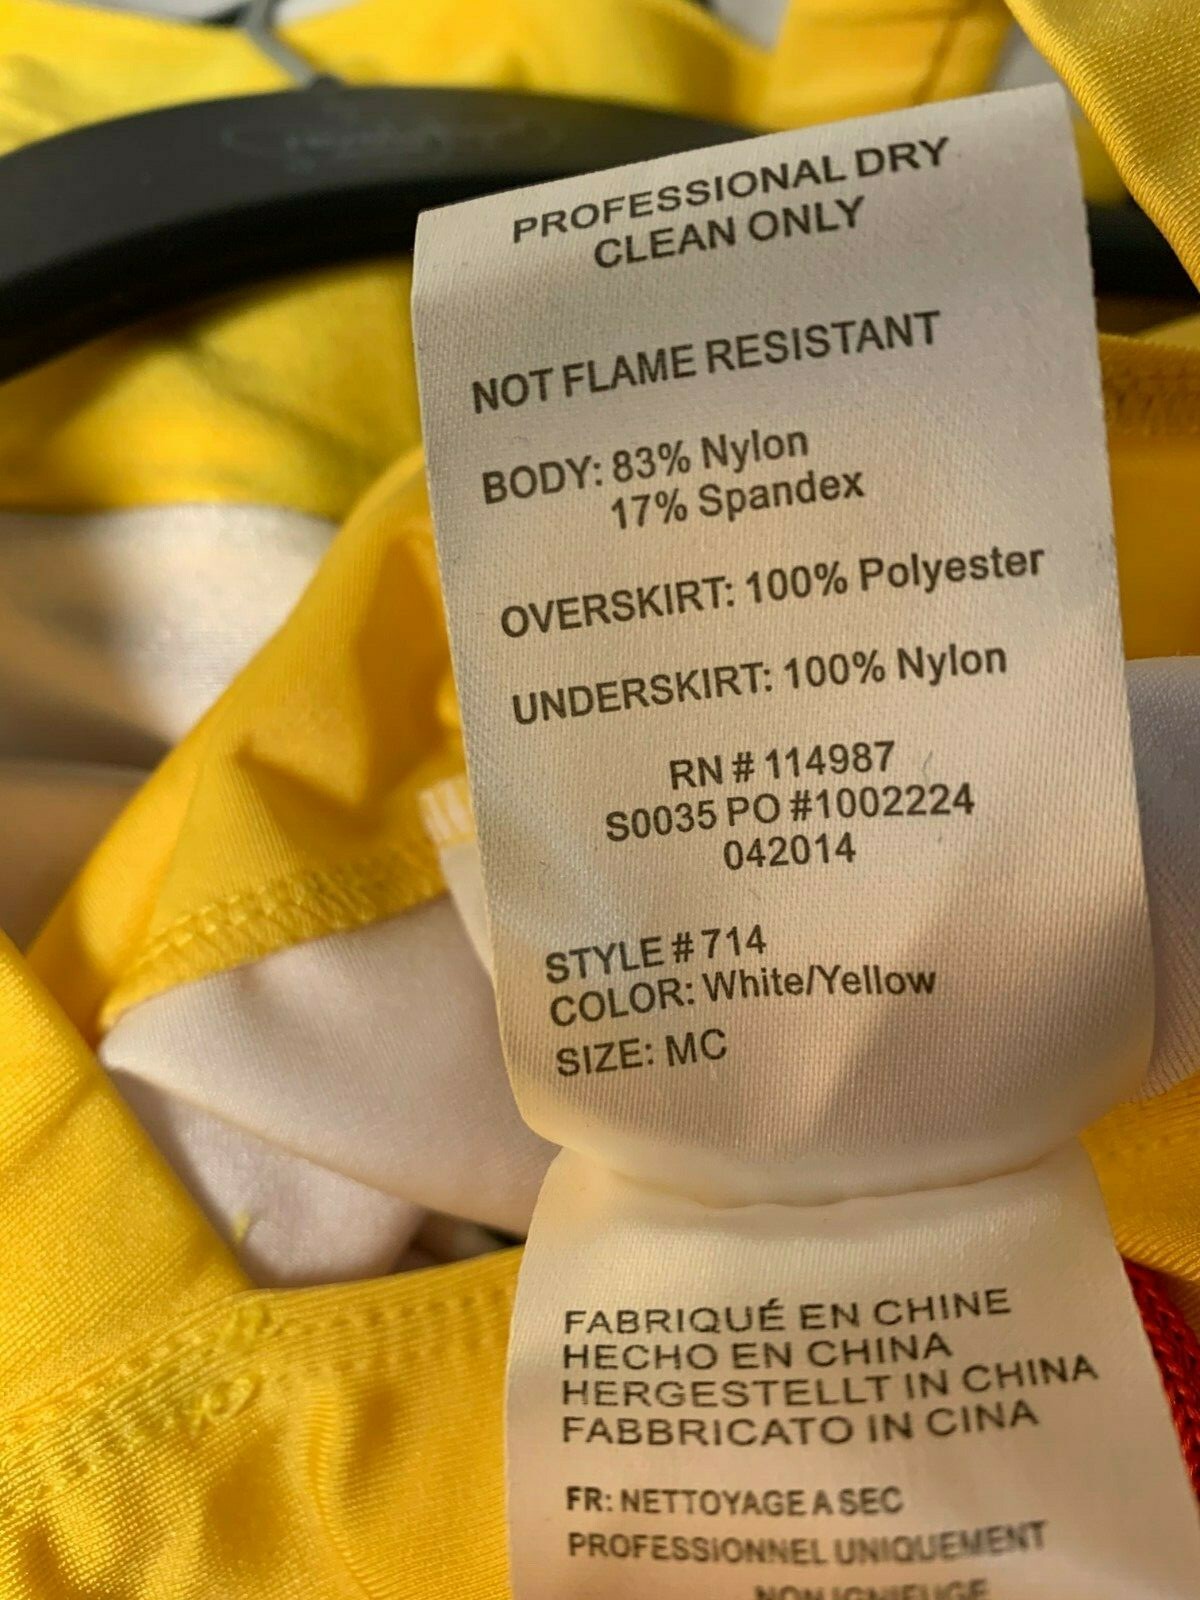 PROFESSIONAL DRY
CLEAN ONLY
NOT FLAME RESISTANT
BODY: 83% Nylon
17% Spandex
OVERSKIRT: 100% Polyester
UNDERSKIRT: 100% Nylon
RN # 114987
S0035 PO #1002224
042014
STYLE # 714
COLOR: White/Yellow
SIZE: MC
FABRIQUÉ EN CHINE
HECHO EN CHINA
HERGESTELLT IN CHINA
FABBRICATO IN CINA
FR: NETTOYAGE A SEC
PROFESSIONNEL UNIQUEMENT
NON IGNIFUGE